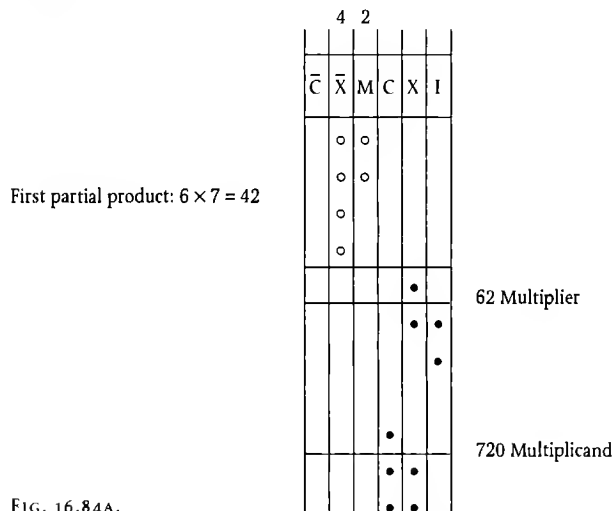 4 2
C̅ X̅ M C X I
First partial product: 6 × 7 = 42
62 Multiplier
720 Multiplicand
FIG. 16.84A.